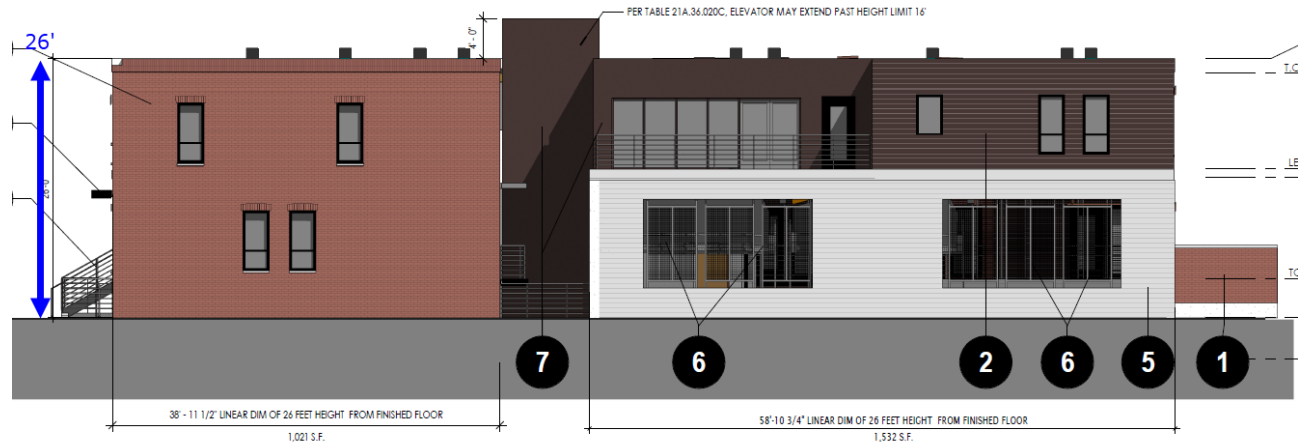 PER TABLE 21A.36.020C, ELEVATOR MAY EXTEND PAST HEIGHT LIMIT 16'
26'
4' - 0"
T.O
26'-0"
LE
TO
7
6
2
6
5
1
38' - 11 1/2" LINEAR DIM OF 26 FEET HEIGHT FROM FINISHED FLOOR
1,021 S.F.
58'-10 3/4" LINEAR DIM OF 26 FEET HEIGHT FROM FINISHED FLOOR
1,532 S.F.